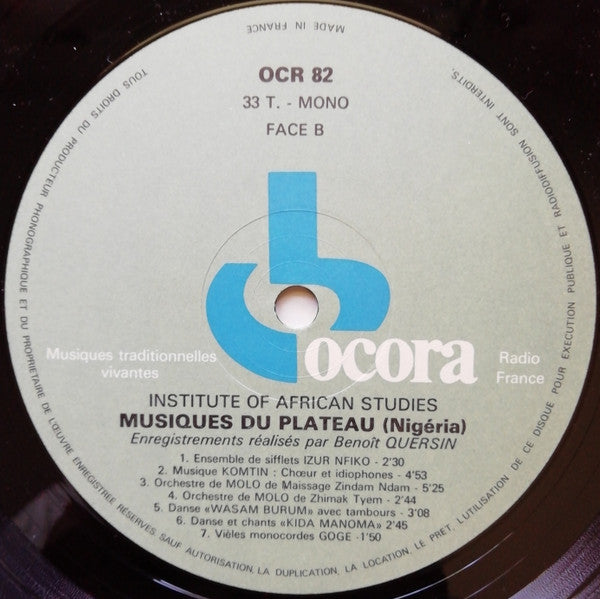 MADE IN FRANCE
TOUS DROITS DU PRODUCTEUR PHONOGRAPHIQUE ET DU PROPRIETAIRE DE L'ŒUVRE ENREGISTREE RESERVES SAUF AUTORISATION, LA DUPLICATION, LA LOCATION, LE PRET, L'UTILISATION DE CE DISQUE POUR EXECUTION PUBLIQUE ET RADIODIFFUSION SONT INTERDITS.
OCR 82
33 T. - MONO
FACE B
ocora
Musiques traditionnelles
vivantes
Radio
France
INSTITUTE OF AFRICAN STUDIES
MUSIQUES DU PLATEAU (Nigéria)
Enregistrements réalisés par Benoît QUERSIN
1. Ensemble de sifflets IZUR NFIKO - 2'30
2. Musique KOMTIN : Chœur et idiophones - 4'53
3. Orchestre de MOLO de Maissage Zindam Ndam - 5'25
4. Orchestre de MOLO de Zhimak Tyem - 2'44
5. Danse «WASAM BURUM» avec tambours - 3'08
6. Danse et chants «KIDA MANOMA» 2'45
7. Vièles monocordes GOGE - 1'50